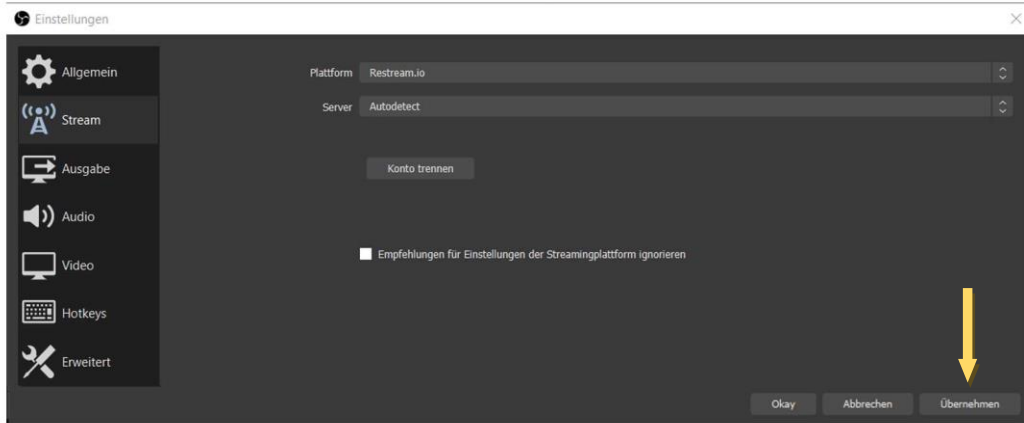 Einstellungen
Allgemein
Stream
Ausgabe
Audio
Video
Hotkeys
Erweitert
Plattform Restream.io
Server Autodetect
Konto trennen
Empfehlungen für Einstellungen der Streamingplattform ignorieren
Okay Abbrechen Übernehmen